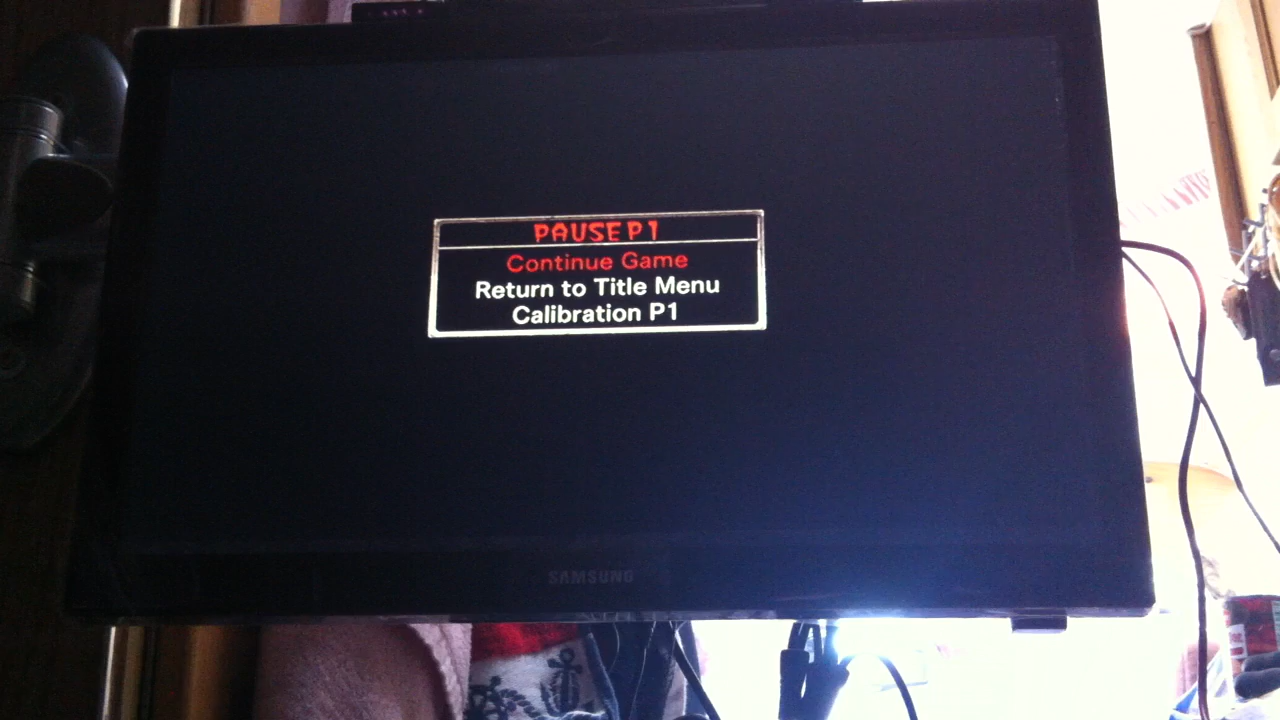 PAUSE P1
Continue Game
Return to Title Menu
Calibration P1
SAMSUNG